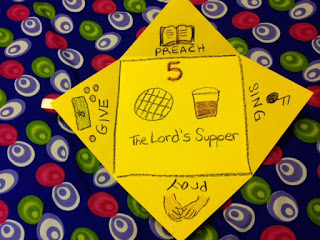 PREACH
5
The Lord's Supper
GIVE
$
SING
PRAY